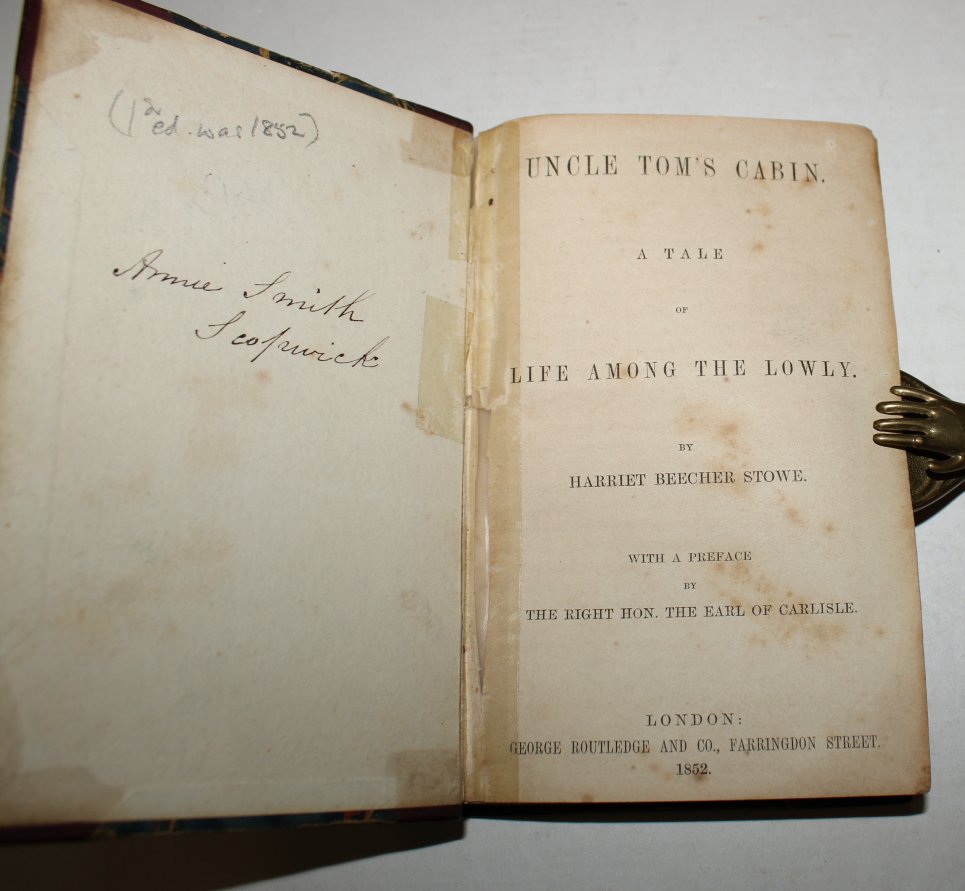 (1st ed. was 1852)
Annie Smith
Scopwick
UNCLE TOM'S CABIN.
A TALE
OF
LIFE AMONG THE LOWLY.
BY
HARRIET BEECHER STOWE.
WITH A PREFACE
BY
THE RIGHT HON. THE EARL OF CARLISLE.
LONDON:
GEORGE ROUTLEDGE AND CO., FARRINGDON STREET.
1852.